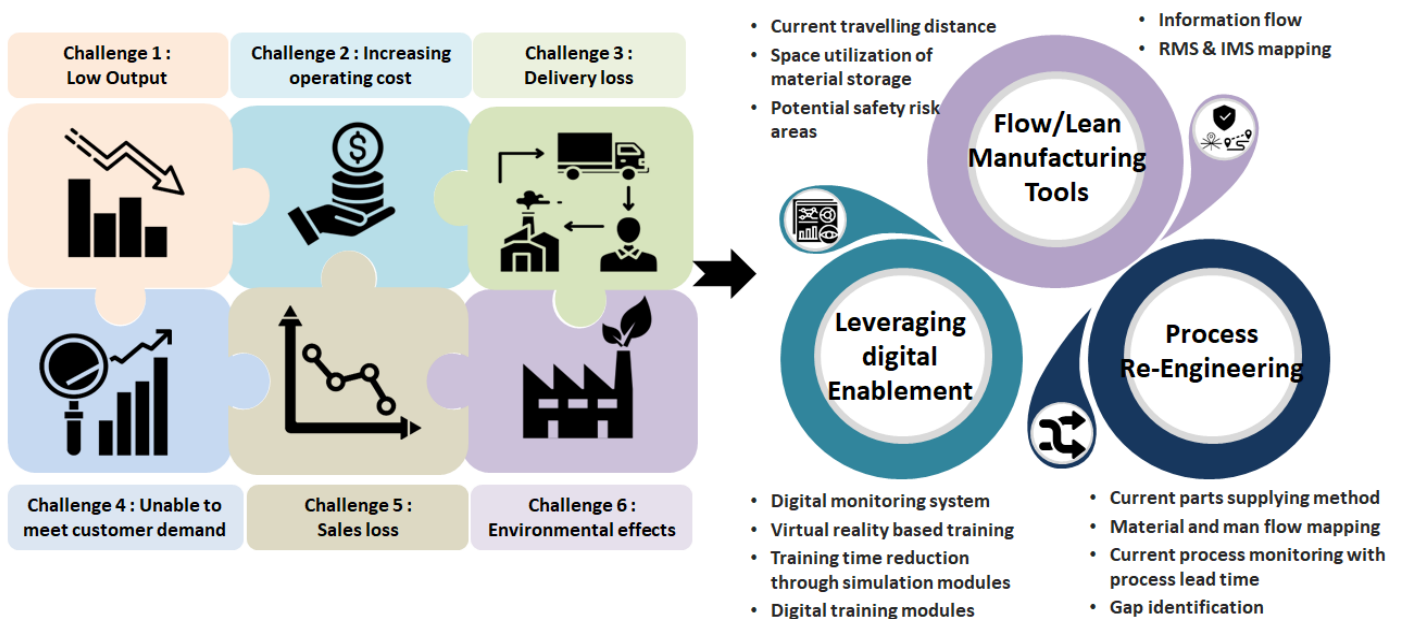 Challenge 1 :
Low Output
Challenge 2 : Increasing
operating cost
Challenge 3 :
Delivery loss
$
Challenge 4 : Unable to
meet customer demand
Challenge 5 :
Sales loss
Challenge 6 :
Environmental effects
• Current travelling distance
• Space utilization of
material storage
• Potential safety risk
areas
• Information flow
• RMS & IMS mapping
Flow/Lean
Manufacturing
Tools
Leveraging
digital
Enablement
Process
Re-Engineering
• Digital monitoring system
• Virtual reality based training
• Training time reduction
through simulation modules
• Digital training modules
• Current parts supplying method
• Material and man flow mapping
• Current process monitoring with
process lead time
• Gap identification